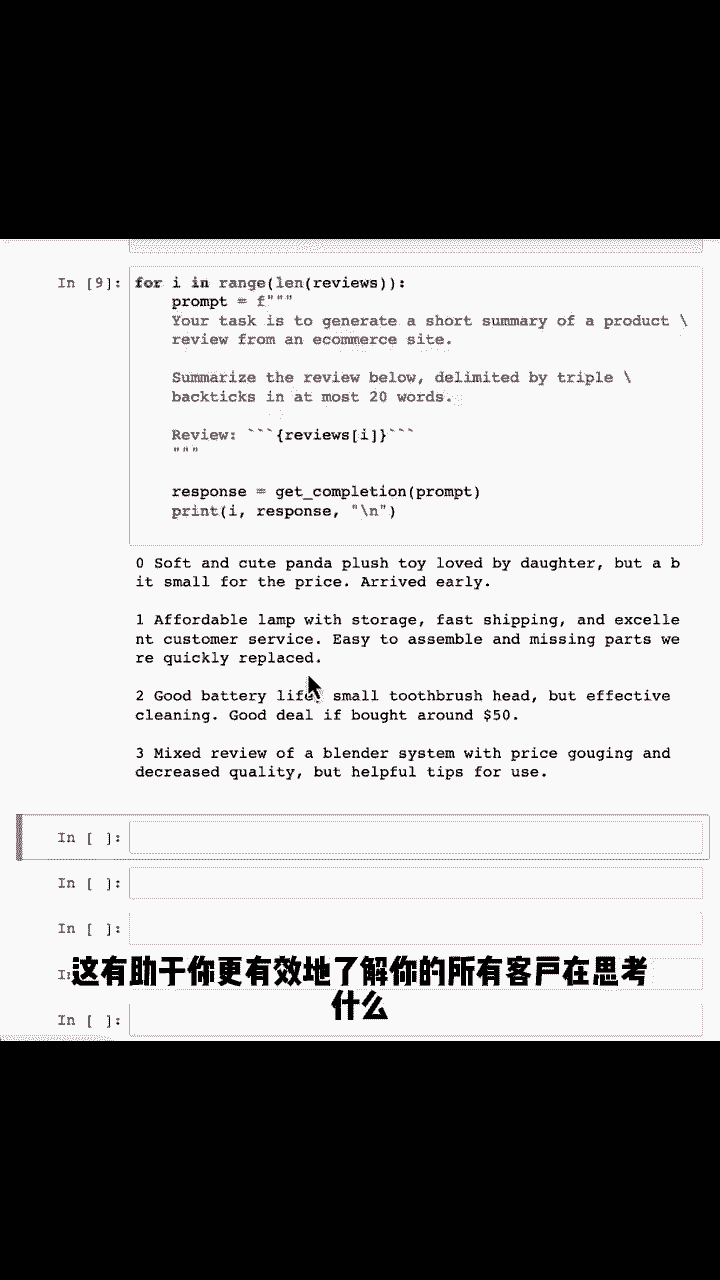 In [9]: for i in range(len(reviews)):
prompt = f"""
Your task is to generate a short summary of a product \
review from an ecommerce site.
Summarize the review below, delimited by triple \
backticks in at most 20 words.
Review: ```{reviews[i]}```
"""
response = get_completion(prompt)
print(i, response, "\n")
0 Soft and cute panda plush toy loved by daughter, but a b
it small for the price. Arrived early.
1 Affordable lamp with storage, fast shipping, and excelle
nt customer service. Easy to assemble and missing parts we
re quickly replaced.
2 Good battery life, small toothbrush head, but effective
cleaning. Good deal if bought around $50.
3 Mixed review of a blender system with price gouging and
decreased quality, but helpful tips for use.
In [ ]:
In [ ]:
In [ ]:
这有助于你更有效地了解你的所有客户在思考
什么
In [ ]: